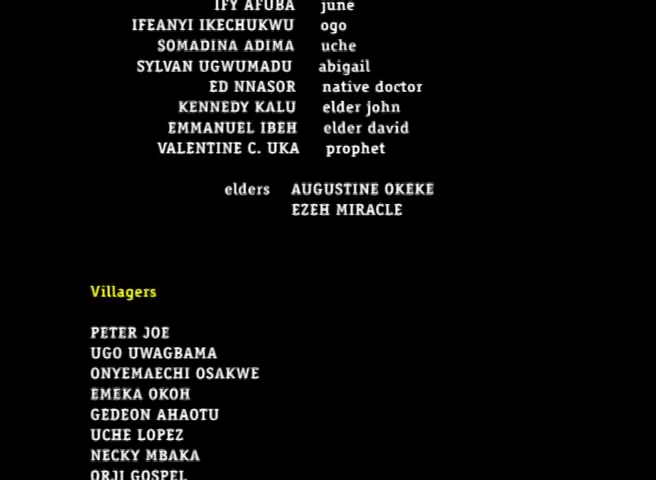 IFY AFUBA june
IFEANYI IKECHUKWU ogo
SOMADINA ADIMA uche
SYLVAN UGWUMADU abigail
ED NNASOR native doctor
KENNEDY KALU elder john
EMMANUEL IBEH elder david
VALENTINE C. UKA prophet
elders AUGUSTINE OKEKE
EZEH MIRACLE
Villagers
PETER JOE
UGO UWAGBAMA
ONYEMAECHI OSAKWE
EMEKA OKOH
GEDEON AHAOTU
UCHE LOPEZ
NECKY MBAKA
ORJI GOSPEL